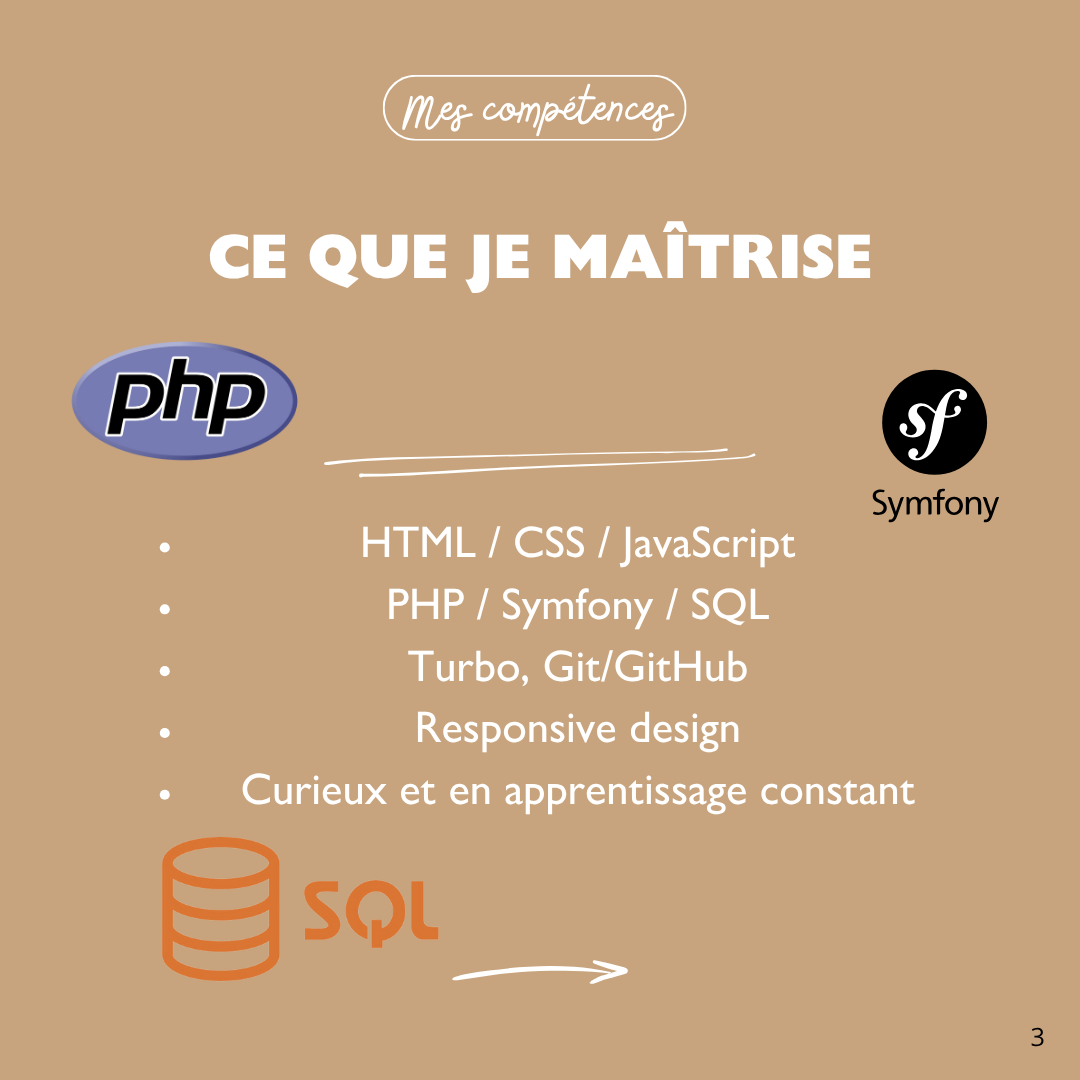 Mes compétences
CE QUE JE MAÎTRISE
php
sf
Symfony
• HTML / CSS / JavaScript
• PHP / Symfony / SQL
• Turbo, Git/GitHub
• Responsive design
• Curieux et en apprentissage constant
SQL
3